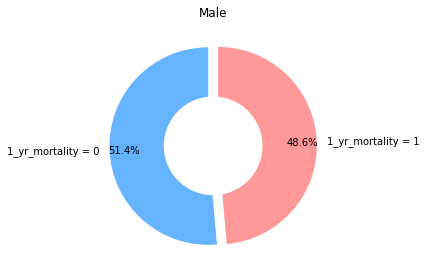 Male
1_yr_mortality = 0
51.4%
48.6%
1_yr_mortality = 1